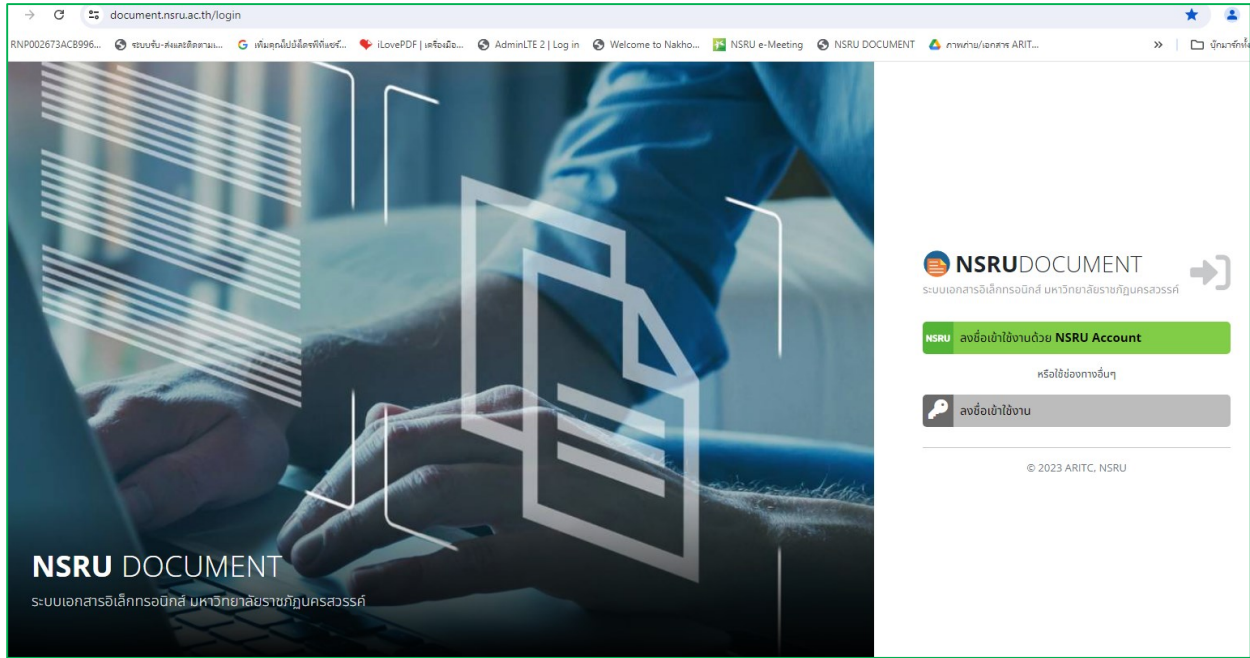 document.nsru.ac.th/login
RNP002673ACB996... ระบบรับ-ส่งและติดตามเ... เพิ่มคุณก็ปอัด็ครพีพีแชร์... iLovePDF | เครื่องมือ... AdminLTE 2 | Log in Welcome to Nakho... NSRU e-Meeting NSRU DOCUMENT ภาพถ่าย/เอกสาร ARIT... » บุ๊กมาร์กทั้ง
NSRUDOCUMENT
ระบบเอกสารอิเล็กทรอนิกส์ มหาวิทยาลัยราชภัฏนครสวรรค์
NSRU ลงชื่อเข้าใช้งานด้วย NSRU Account
หรือใช้ช่องทางอื่นๆ
ลงชื่อเข้าใช้งาน
© 2023 ARITC, NSRU
NSRU DOCUMENT
ระบบเอกสารอิเล็กทรอนิกส์ มหาวิทยาลัยราชภัฏนครสวรรค์